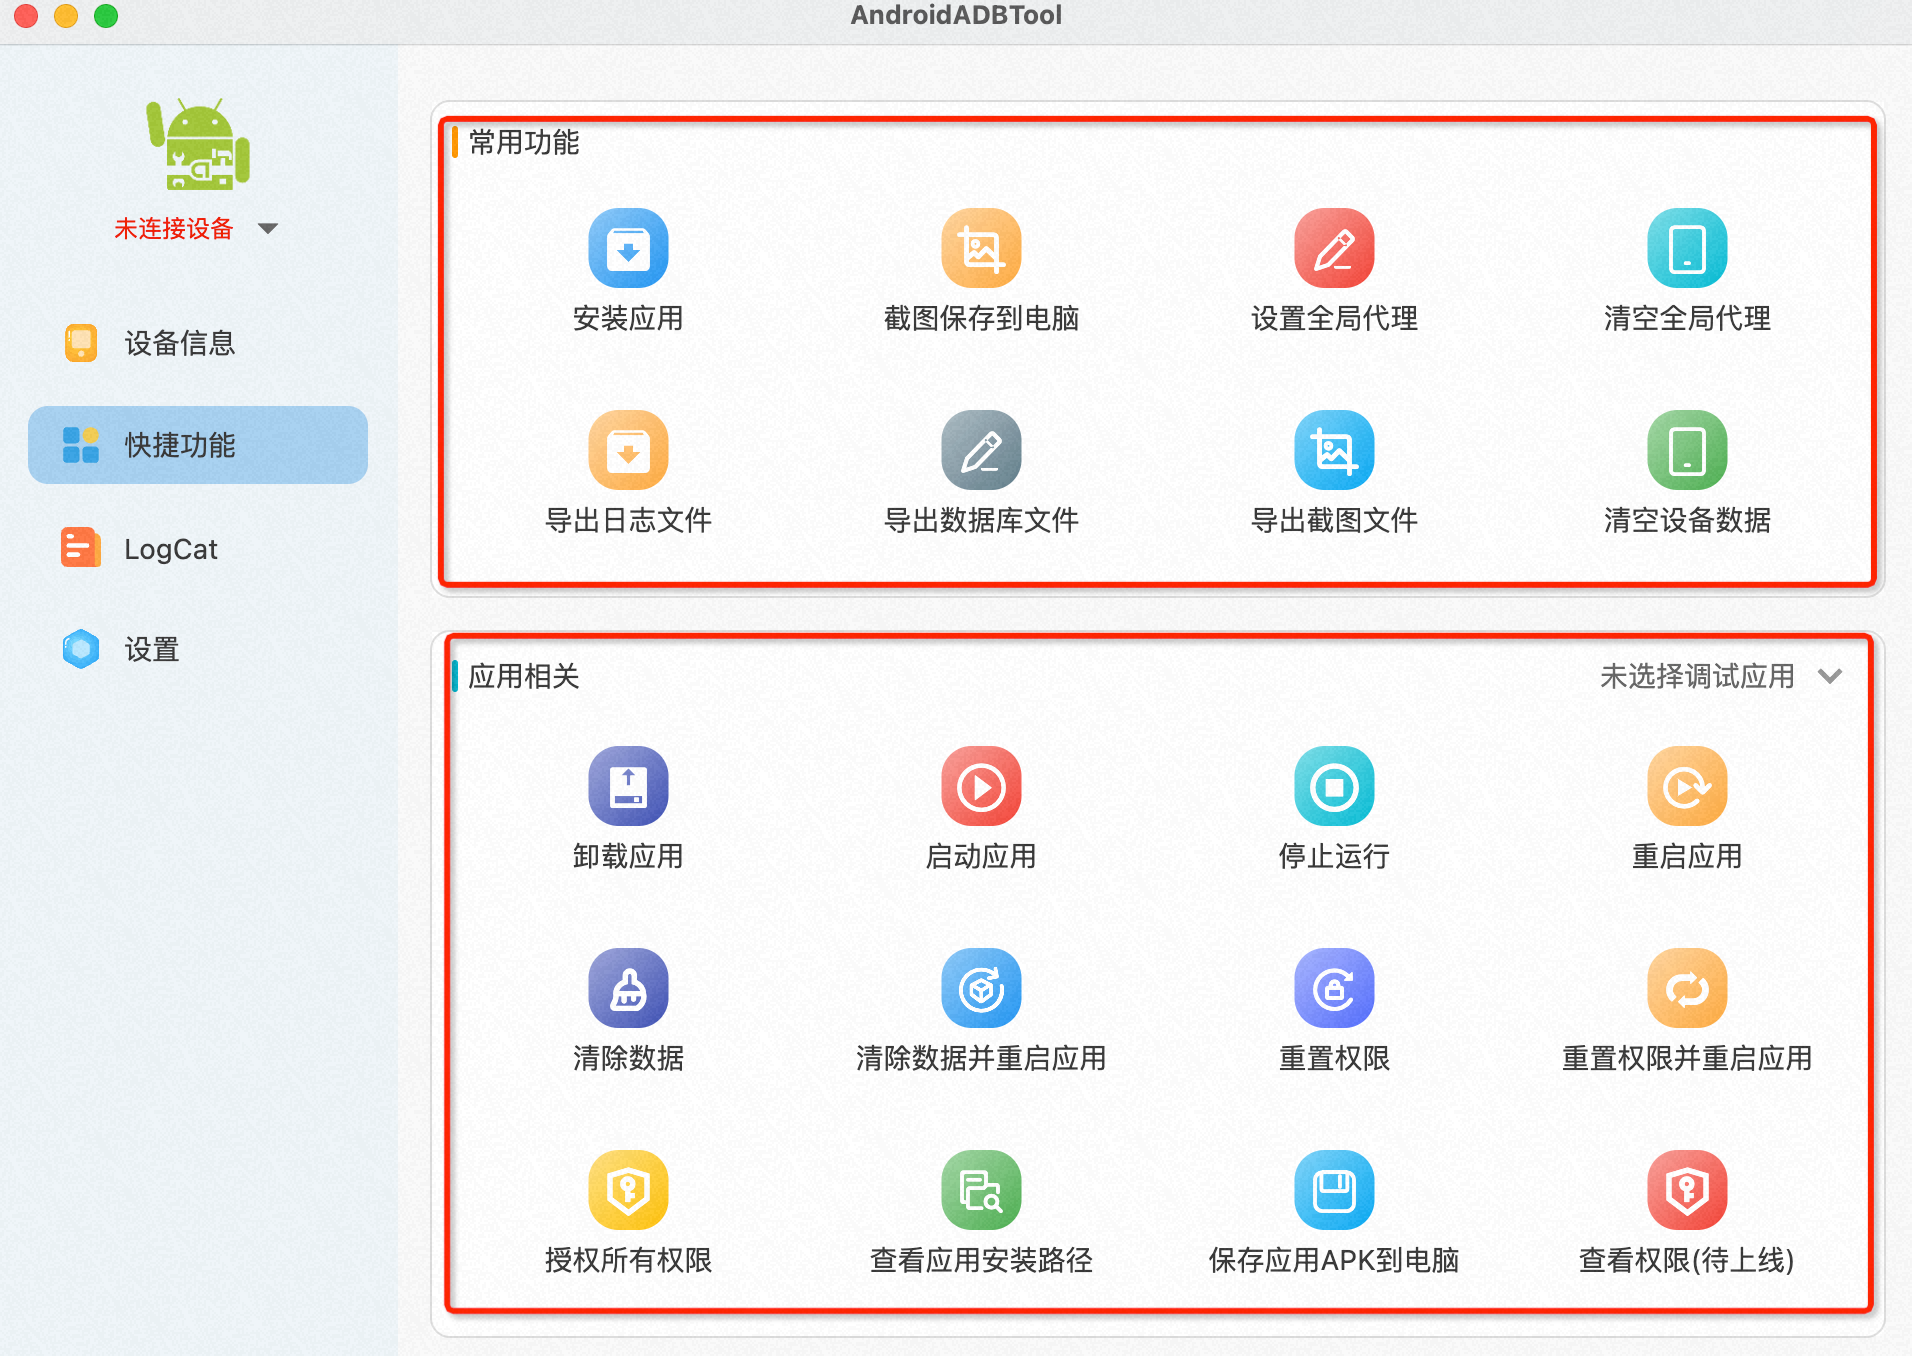 AndroidADBTool
未连接设备
设备信息
快捷功能
LogCat
设置
常用功能
安装应用
截图保存到电脑
设置全局代理
清空全局代理
导出日志文件
导出数据库文件
导出截图文件
清空设备数据
应用相关
未选择调试应用
卸载应用
启动应用
停止运行
重启应用
清除数据
清除数据并重启应用
重置权限
重置权限并重启应用
授权所有权限
查看应用安装路径
保存应用APK到电脑
查看权限(待上线)